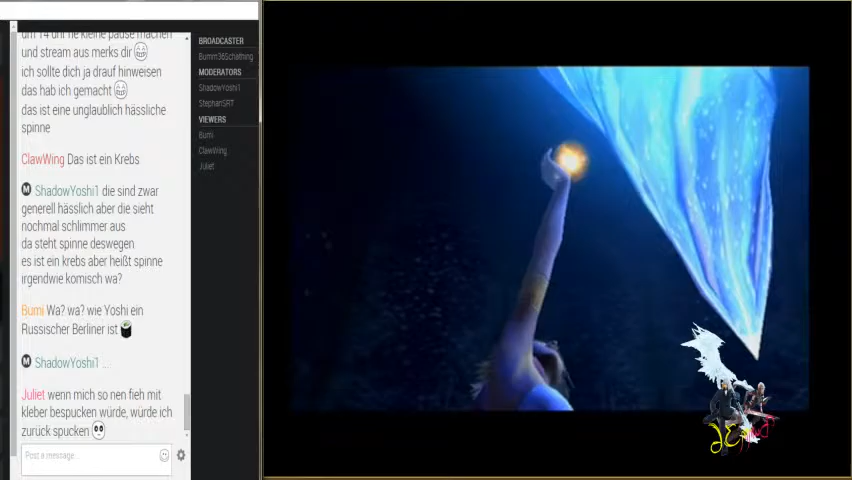 um 14 uhr ne kleine pause machen
und stream aus merks dir
ich sollte dich ja drauf hinweisen
das hab ich gemacht
das ist eine unglaublich hässliche
spinne
ClawWing Das ist ein Krebs
M ShadowYoshi1 die sind zwar
generell hässlich aber die sieht
nochmal schlimmer aus
da steht spinne deswegen
es ist ein krebs aber heißt spinne
irgendwie komisch wa?
Bumi Wa? wa? wie Yoshi ein
Russischer Berliner ist
M ShadowYoshi1 ...
Juliet wenn mich so nen fieh mit
kleber bespucken würde, würde ich
zurück spucken
Post a message...
BROADCASTER
MODERATORS
ShadowYoshi1
StephanSRT
VIEWERS
Bumi
ClawWing
Juliet